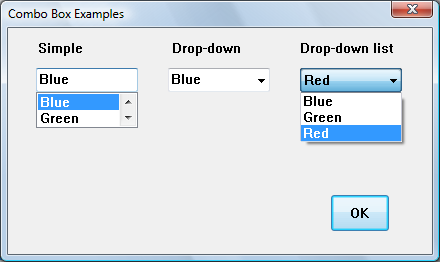 Combo Box Examples
Simple Drop-down Drop-down list
Blue Blue Red
Blue Blue
Green Green
Red
OK